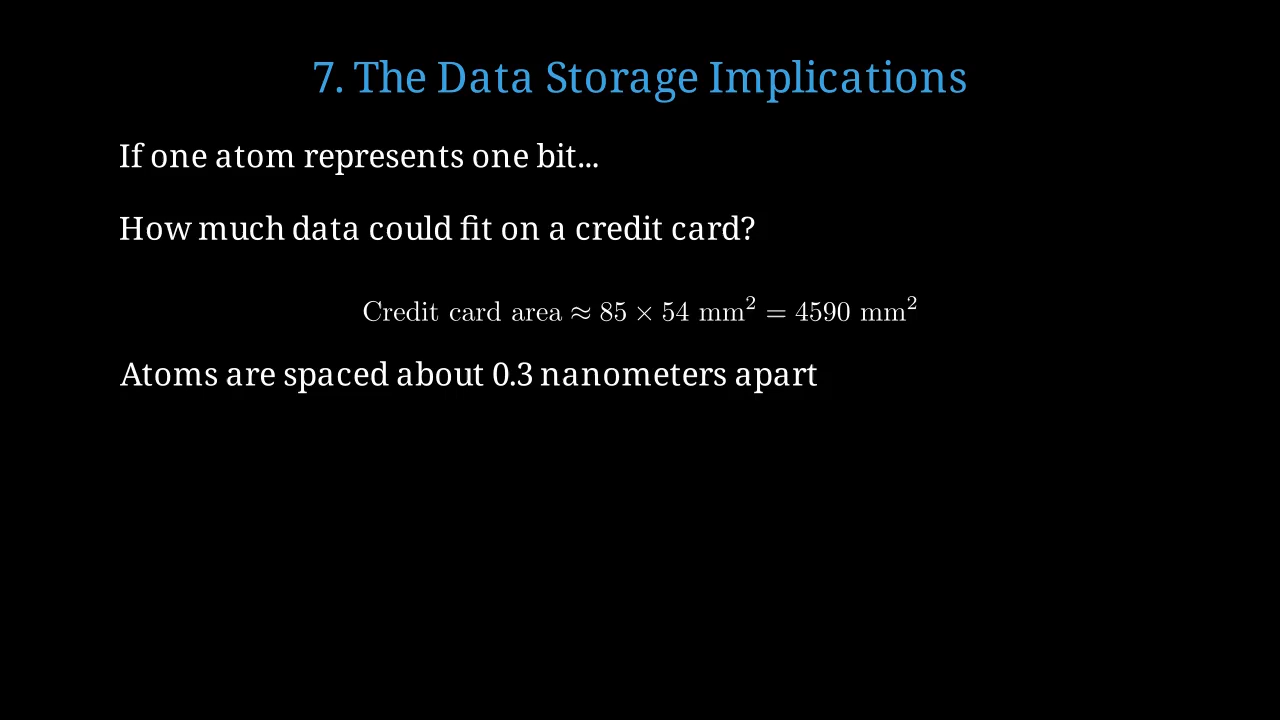 7. The Data Storage Implications
If one atom represents one bit...
How much data could fit on a credit card?
Credit card area ≈ 85 × 54 mm² = 4590 mm²
Atoms are spaced about 0.3 nanometers apart